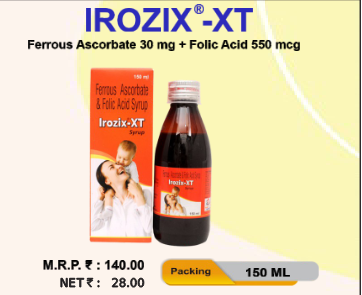 IROZIX®-XT
Ferrous Ascorbate 30 mg + Folic Acid 550 mcg
150 ml
Ferrous Ascorbate
& Folic Acid Syrup
Irozix-XT
Syrup
Irozix-XT
Syrup
M.R.P. ₹ : 140.00
NET ₹ : 28.00
Packing
150 ML